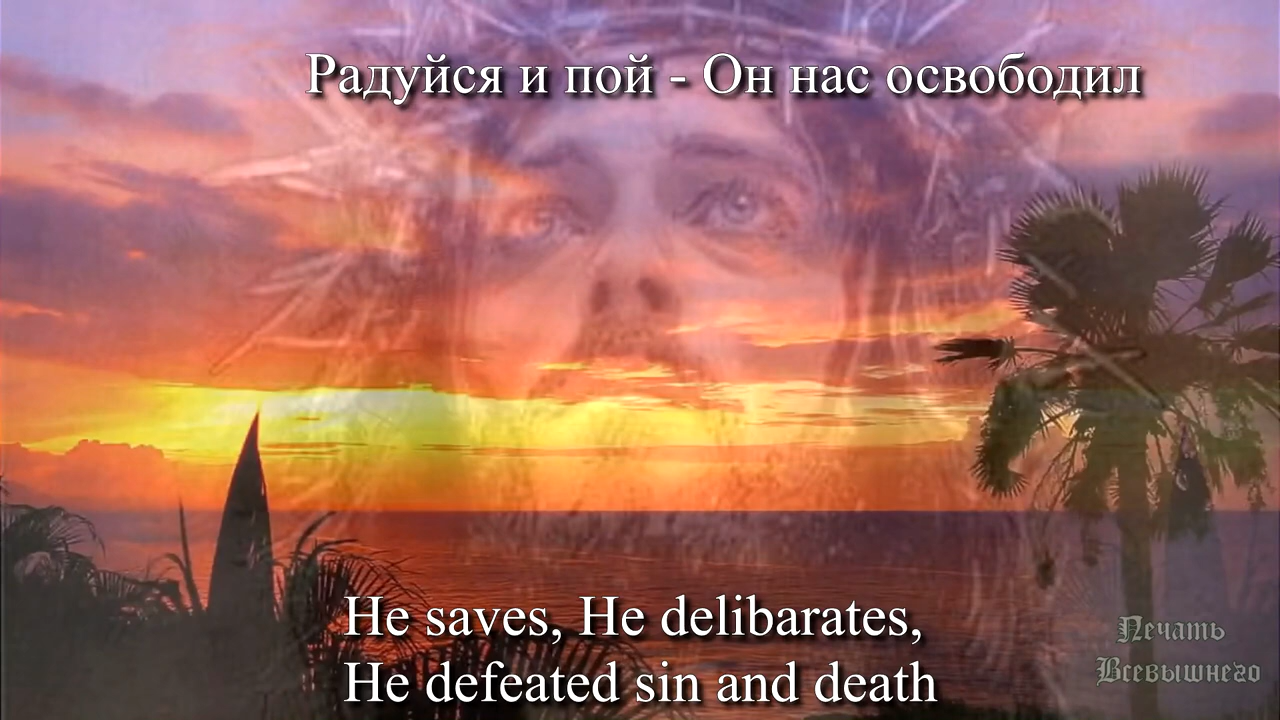 Радуйся и пой - Он нас освободил
He saves, He delibarates,
He defeated sin and death
Печать
Всевышнего